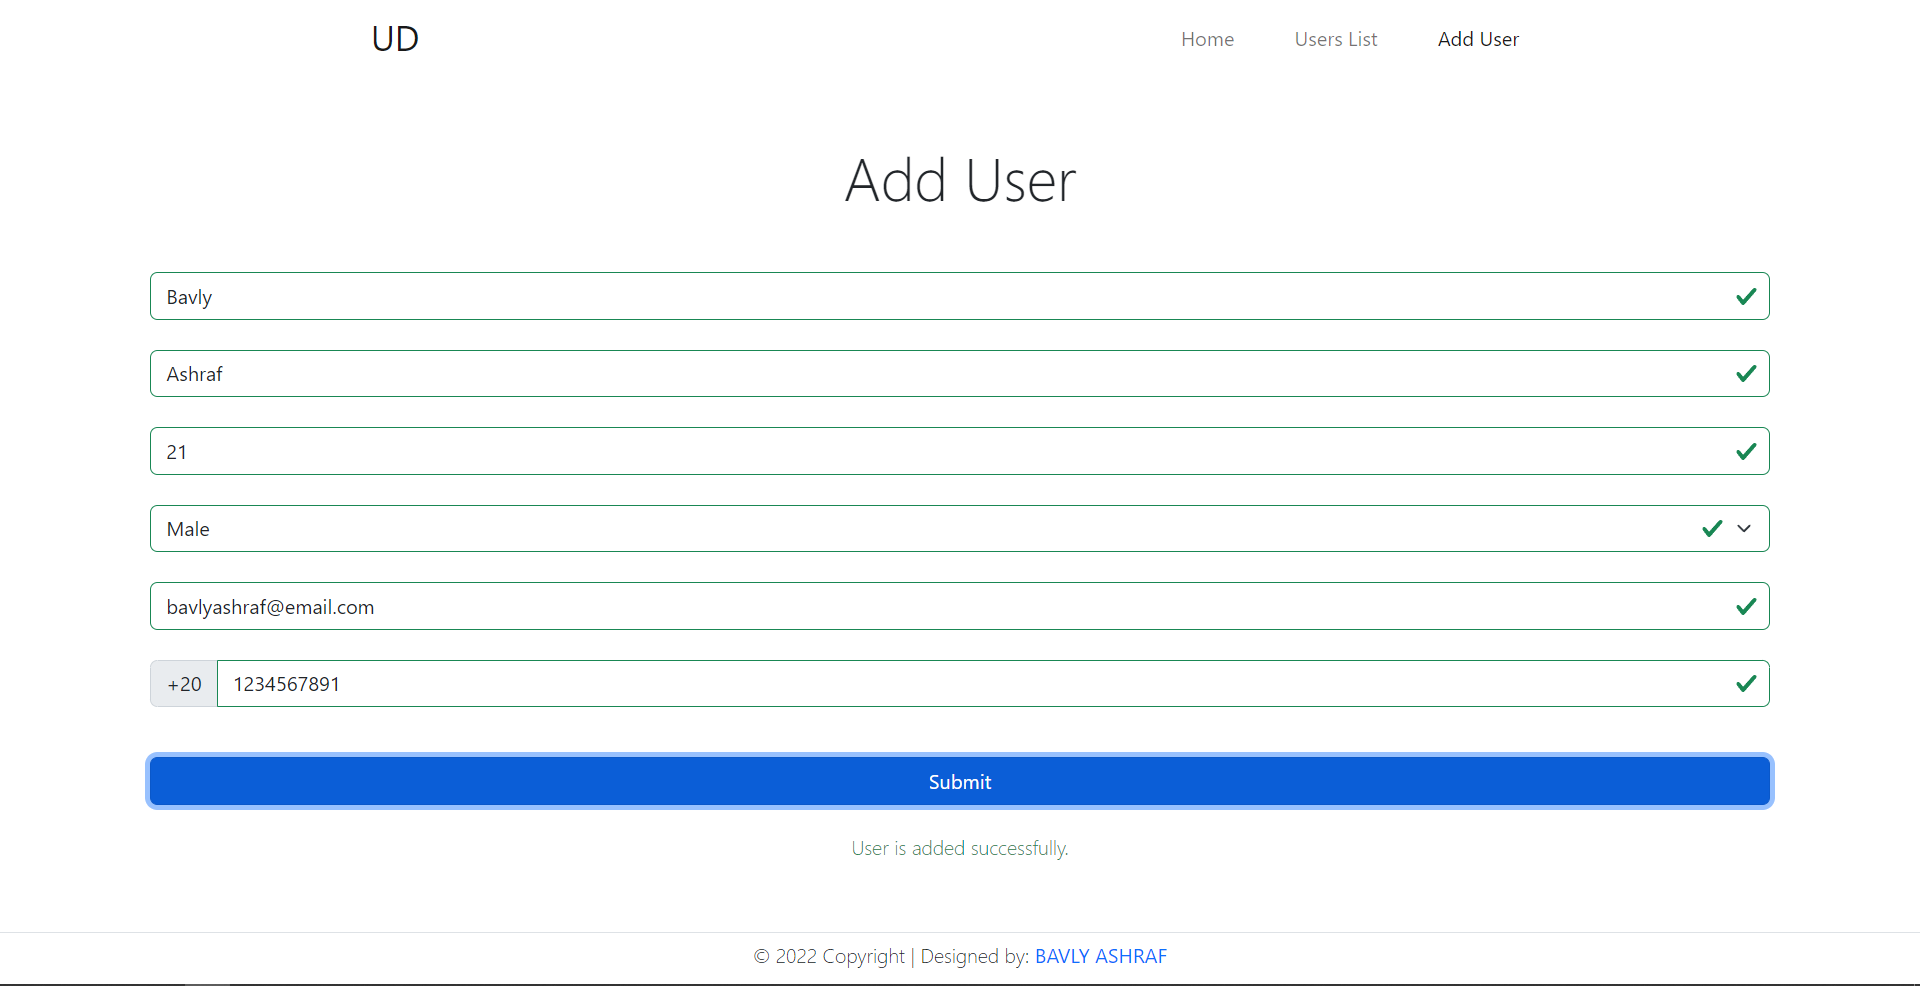 UD Home Users List Add User
Add User
Bavly
Ashraf
21
Male
bavlyashraf@email.com
+20 1234567891
Submit
User is added successfully.
© 2022 Copyright | Designed by: BAVLY ASHRAF